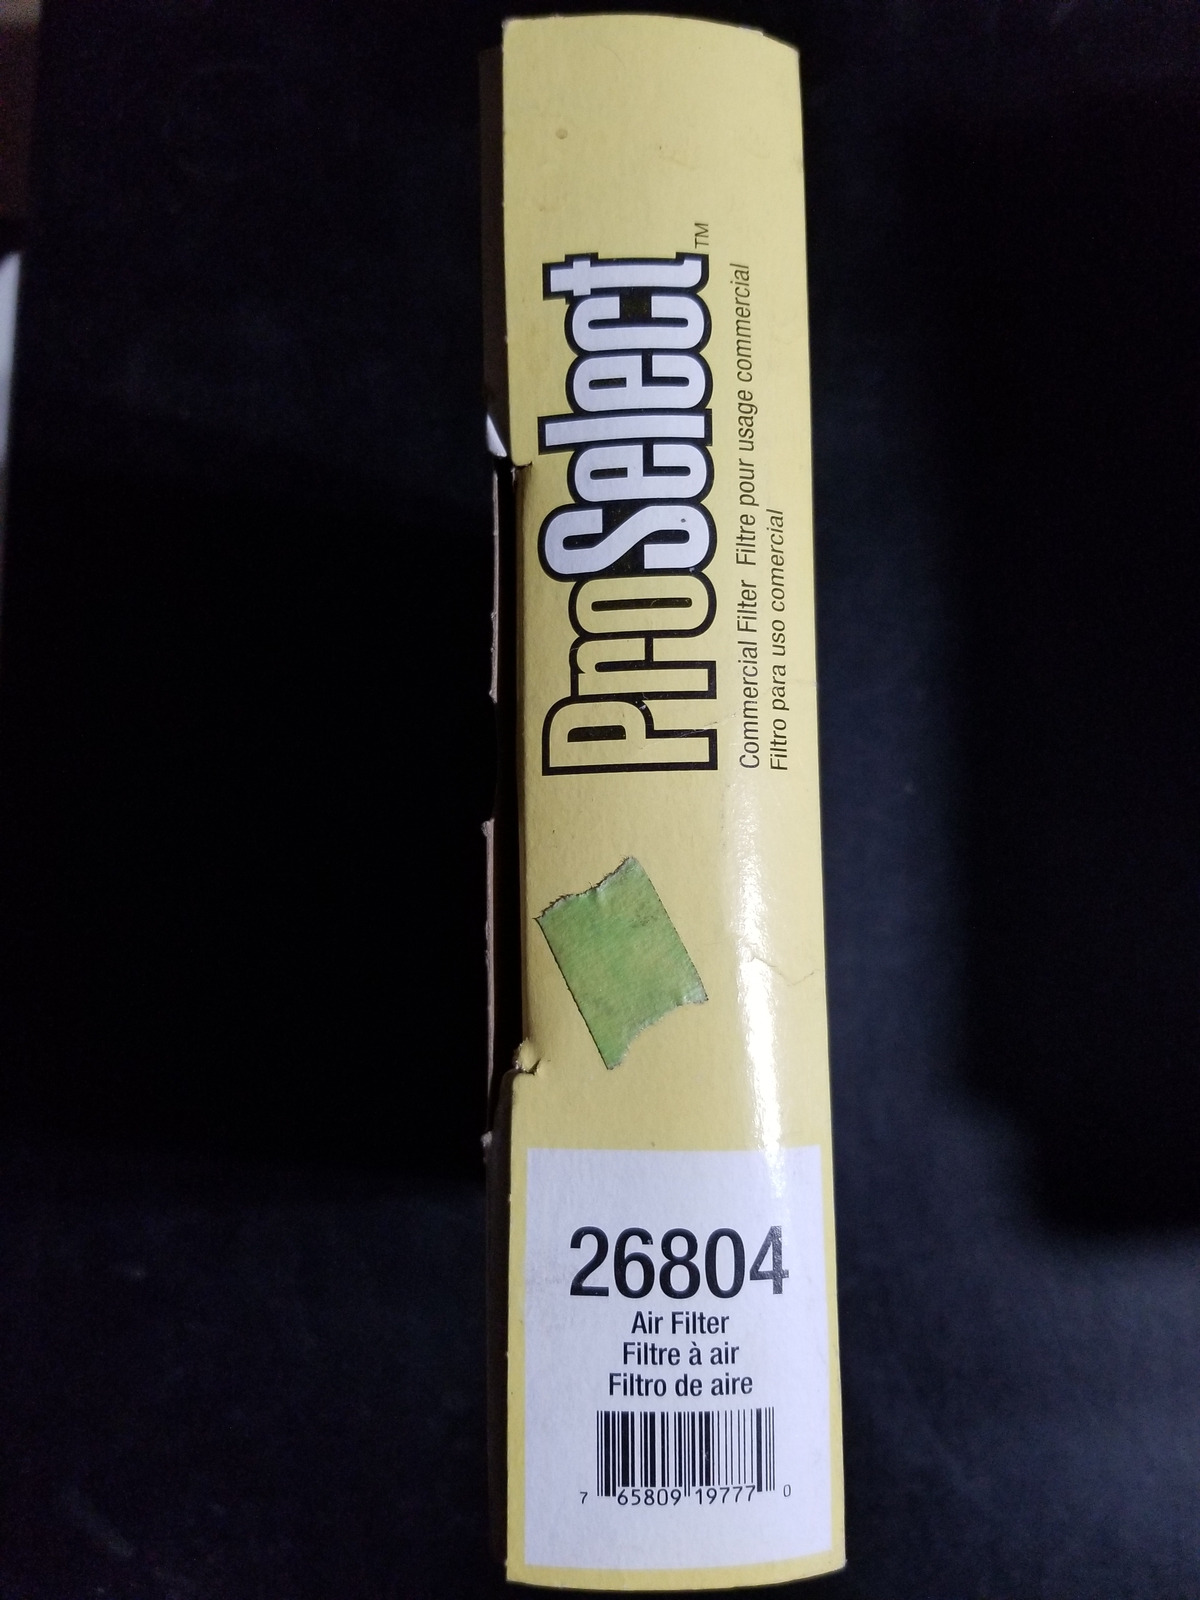 ProSelect™
Commercial Filter Filtre pour usage commercial
Filtro para uso comercial
26804
Air Filter
Filtre à air
Filtro de aire
7 65809 19777 0